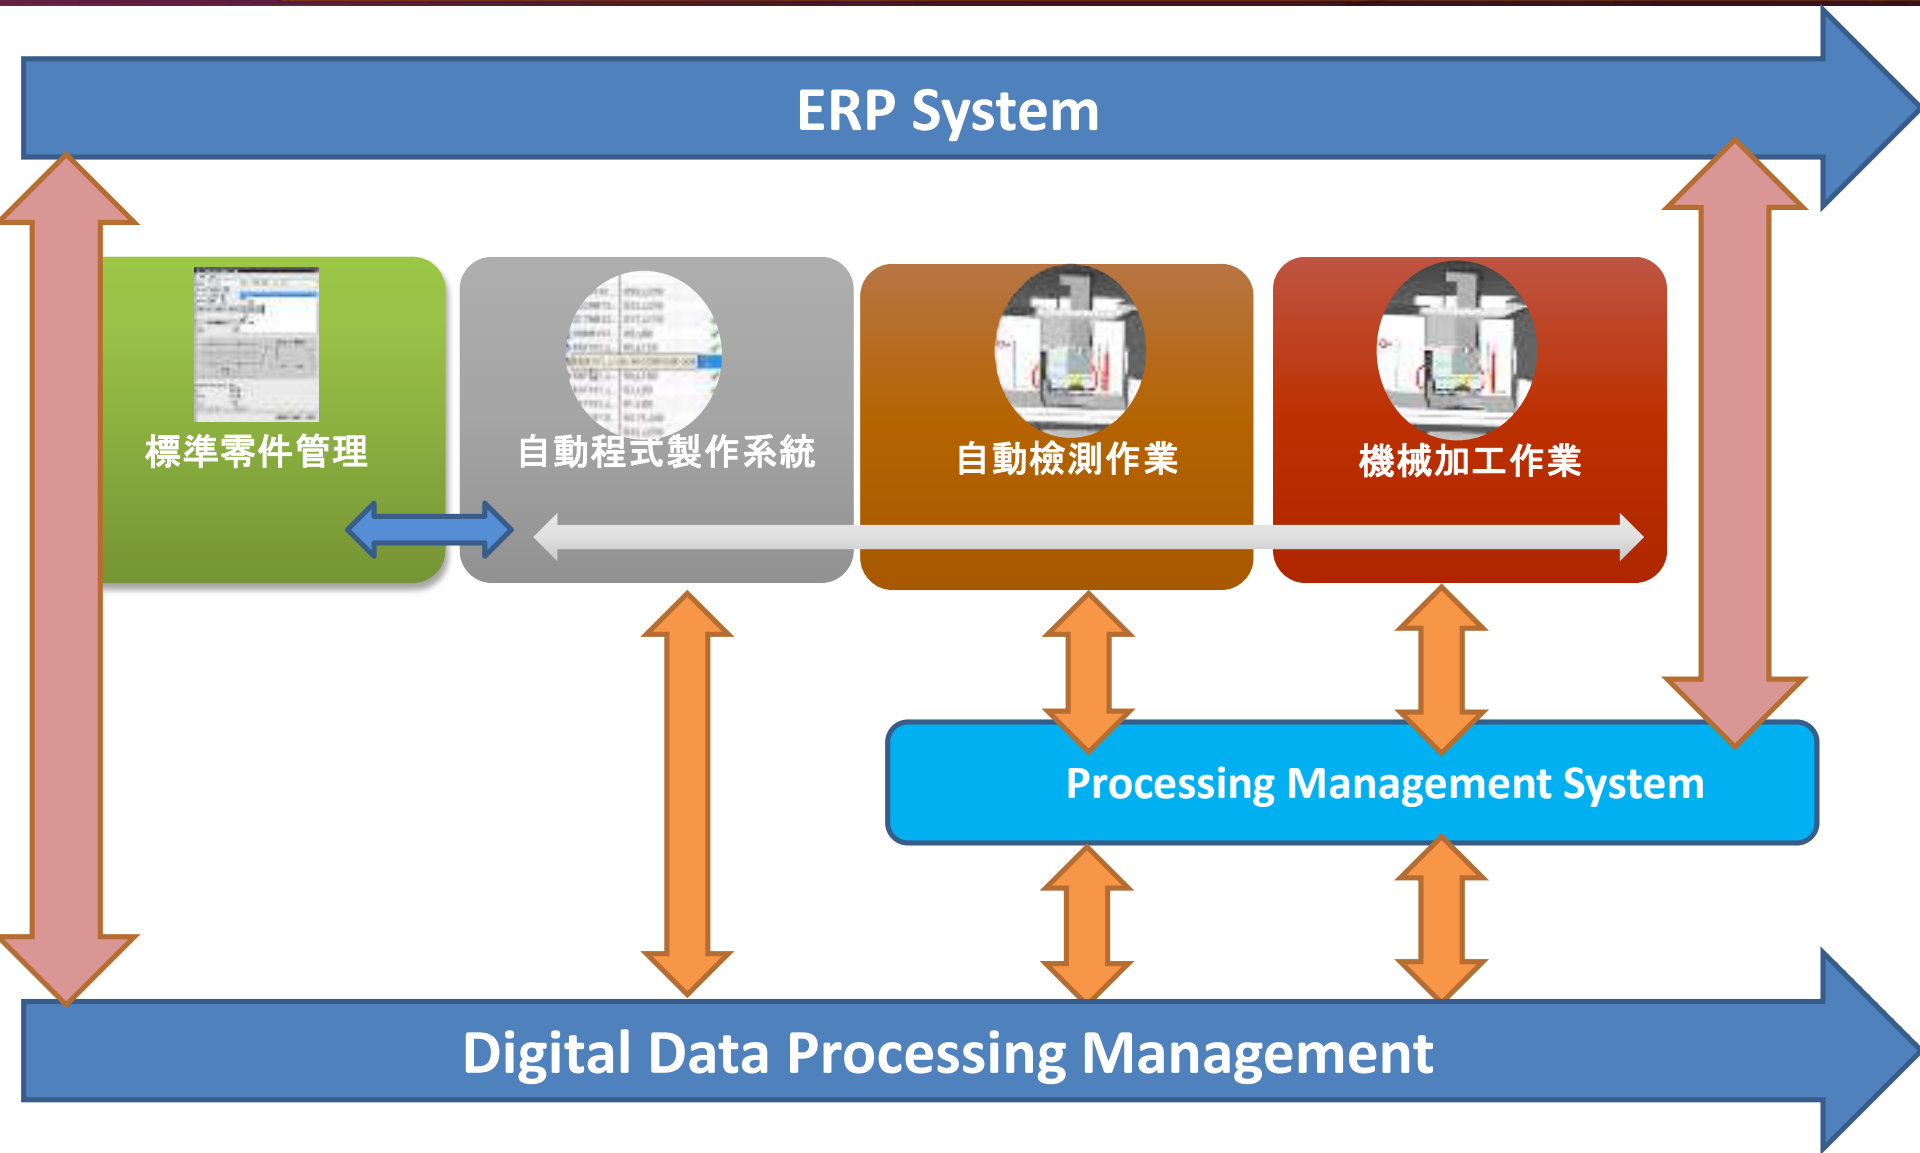 ERP System
標準零件管理
自動程式製作系統
自動檢測作業
機械加工作業
Processing Management System
Digital Data Processing Management